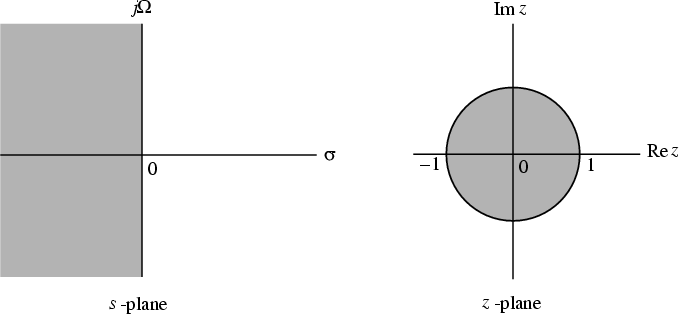 jΩ
σ
0
s -plane
Im z
Re z
−1
0
1
z -plane